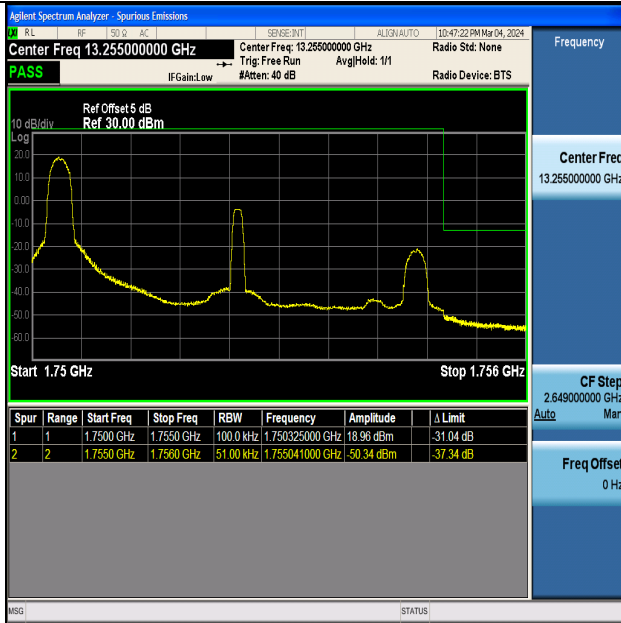 Agilent Spectrum Analyzer - Spurious Emissions
RL RF 50 Ω AC SENSE:INT ALIGNAUTO 10:47:22 PM Mar 04, 2024
Center Freq 13.255000000 GHz Center Freq: 13.255000000 GHz Radio Std: None
Trig: Free Run Avg|Hold: 1/1
PASS IFGain:Low #Atten: 40 dB Radio Device: BTS
Ref Offset 5 dB
10 dB/div Ref 30.00 dBm
Log
20.0
10.0
0.00
-10.0
-20.0
-30.0
-40.0
-50.0
-60.0
Start 1.75 GHz Stop 1.756 GHz
Spur Range Start Freq Stop Freq RBW Frequency Amplitude Δ Limit
1 1 1.7500 GHz 1.7550 GHz 100.0 kHz 1.750325000 GHz 18.96 dBm -31.04 dB
2 2 1.7550 GHz 1.7560 GHz 51.00 kHz 1.755041000 GHz -50.34 dBm -37.34 dB
MSG STATUS
Frequency
Center Freq
13.255000000 GHz
CF Step
2.649000000 GHz
Auto Man
Freq Offset
0 Hz